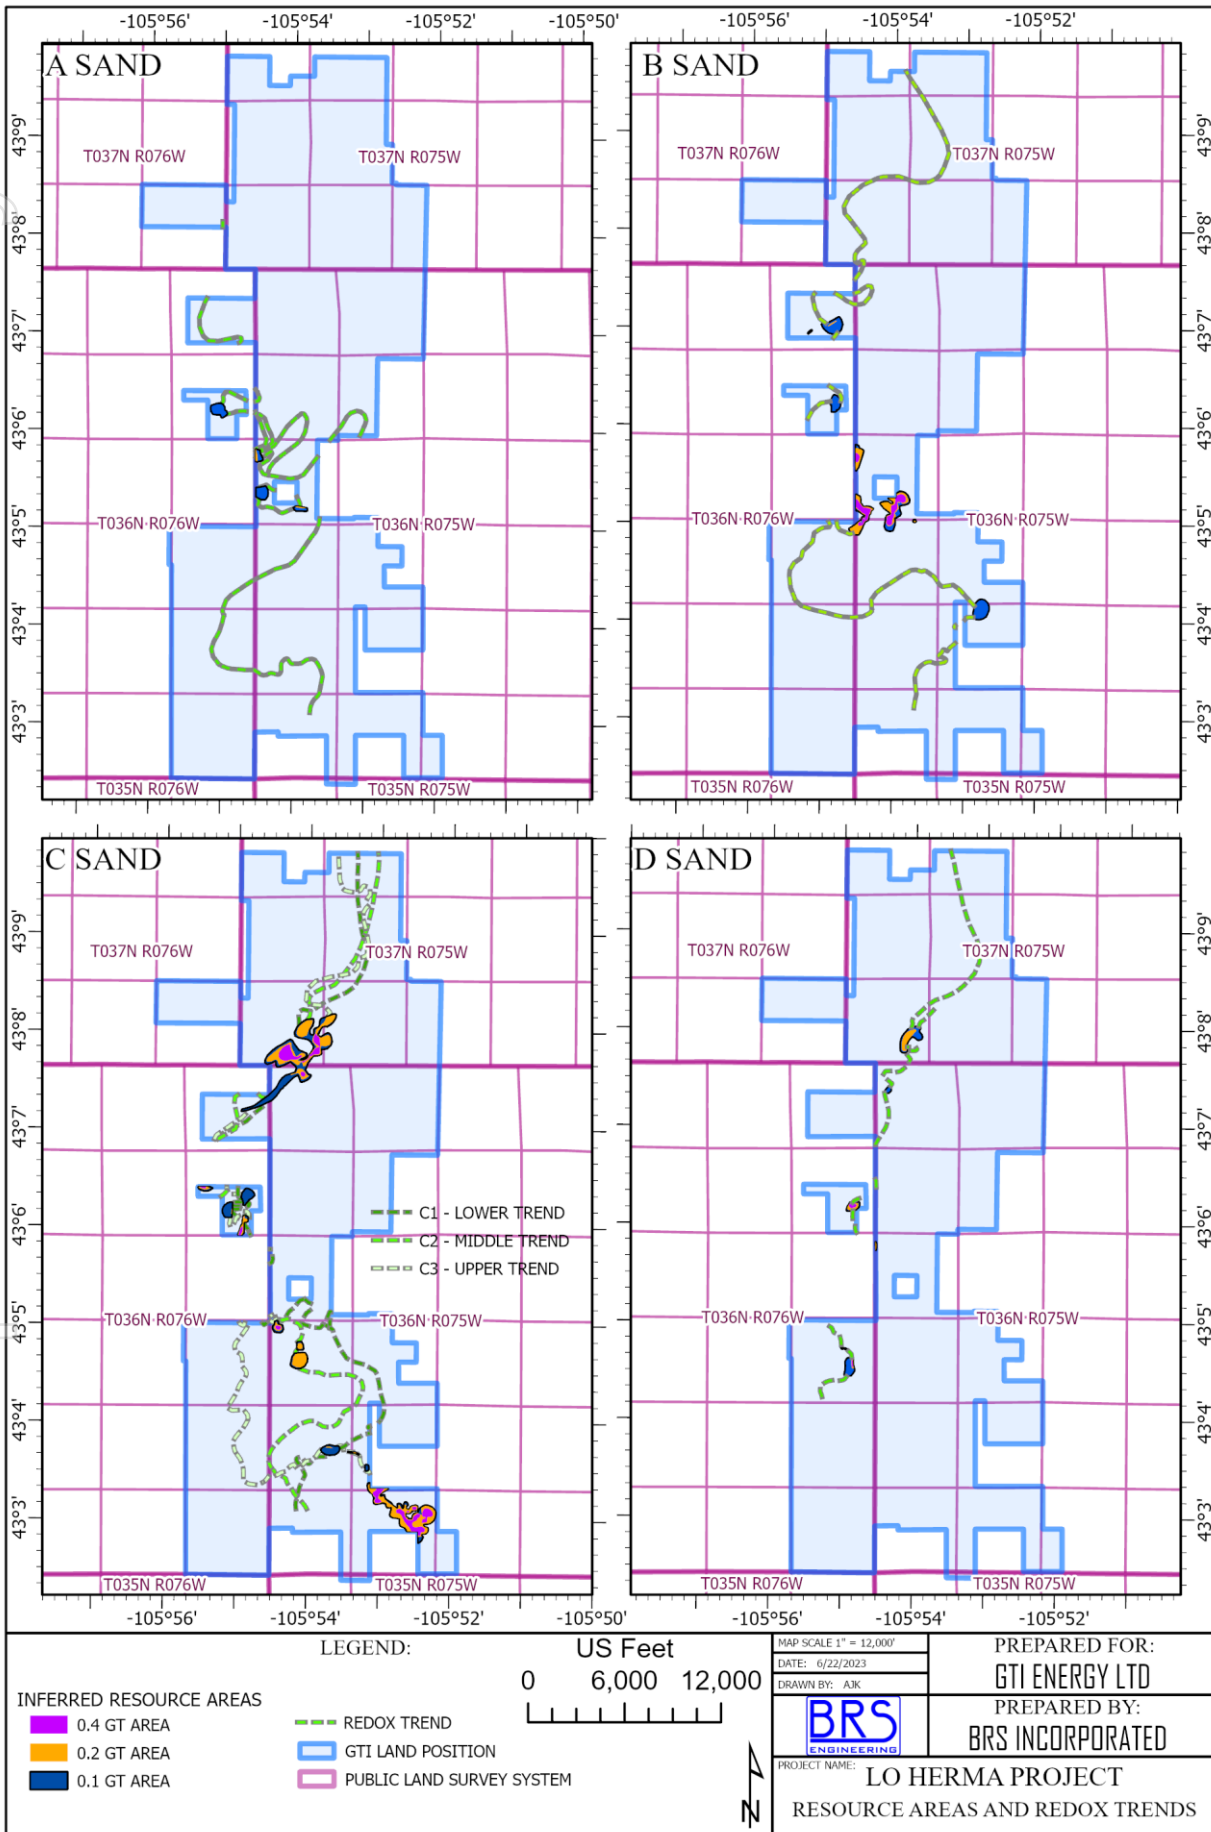 -105°56' -105°54' -105°52' -105°50' -105°56' -105°54' -105°52'
A SAND
B SAND
43°9'
43°8'
43°7'
43°6'
43°5'
43°4'
43°3'
T037N R076W
T037N R075W
T036N R076W
T036N R075W
T035N R076W
T035N R075W
T037N R076W
T037N R075W
T036N R076W
T036N R075W
T035N R076W
T035N R075W
43°9'
43°8'
43°7'
43°6'
43°5'
43°4'
43°3'
C SAND
D SAND
43°9'
43°8'
43°7'
43°6'
43°5'
43°4'
43°3'
T037N R076W
T037N R075W
C1 - LOWER TREND
C2 - MIDDLE TREND
C3 - UPPER TREND
T036N R076W
T036N R075W
T035N R076W
T035N R075W
T037N R076W
T037N R075W
T036N R076W
T036N R075W
T035N R076W
T035N R075W
43°9'
43°8'
43°7'
43°6'
43°5'
43°4'
43°3'
-105°56' -105°54' -105°52' -105°50' -105°56' -105°54' -105°52'
LEGEND:
INFERRED RESOURCE AREAS
0.4 GT AREA
0.2 GT AREA
0.1 GT AREA
REDOX TREND
GTI LAND POSITION
PUBLIC LAND SURVEY SYSTEM
US Feet
0 6,000 12,000
N
MAP SCALE 1" = 12,000'
DATE: 6/22/2023
DRAWN BY: AJK
BRS
ENGINEERING
PREPARED FOR:
GTI ENERGY LTD
PREPARED BY:
BRS INCORPORATED
PROJECT NAME:
LO HERMA PROJECT
RESOURCE AREAS AND REDOX TRENDS